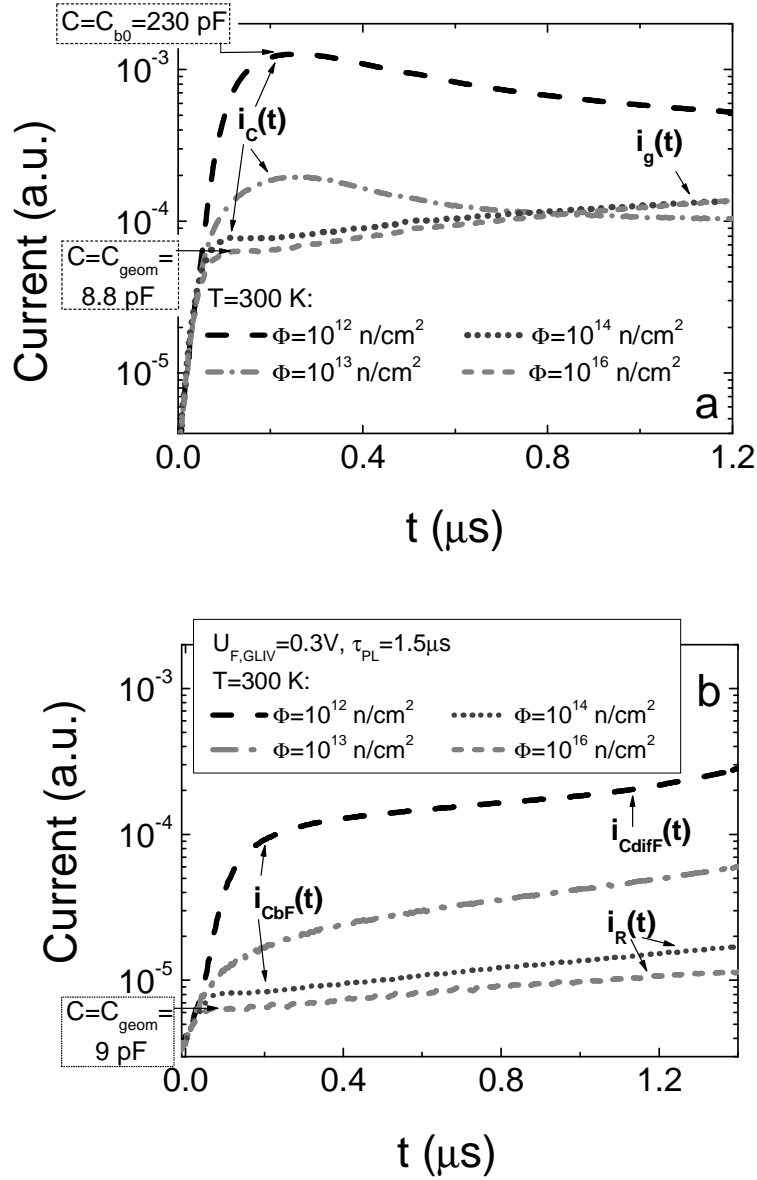 C=C_b0=230 pF
10^-3
i_C(t)
i_g(t)
10^-4
C=C_geom=
8.8 pF
T=300 K:
Φ=10^12 n/cm^2
Φ=10^14 n/cm^2
Φ=10^13 n/cm^2
Φ=10^16 n/cm^2
10^-5
a
Current (a.u.)
0.0 0.4 0.8 1.2
t (μs)
U_F,GLIV=0.3V, τ_PL=1.5μs
b
T=300 K:
10^-3
Φ=10^12 n/cm^2
Φ=10^14 n/cm^2
Φ=10^13 n/cm^2
Φ=10^16 n/cm^2
10^-4
i_CdifF(t)
i_CbF(t)
i_R(t)
10^-5
C=C_geom=
9 pF
Current (a.u.)
0.0 0.4 0.8 1.2
t (μs)